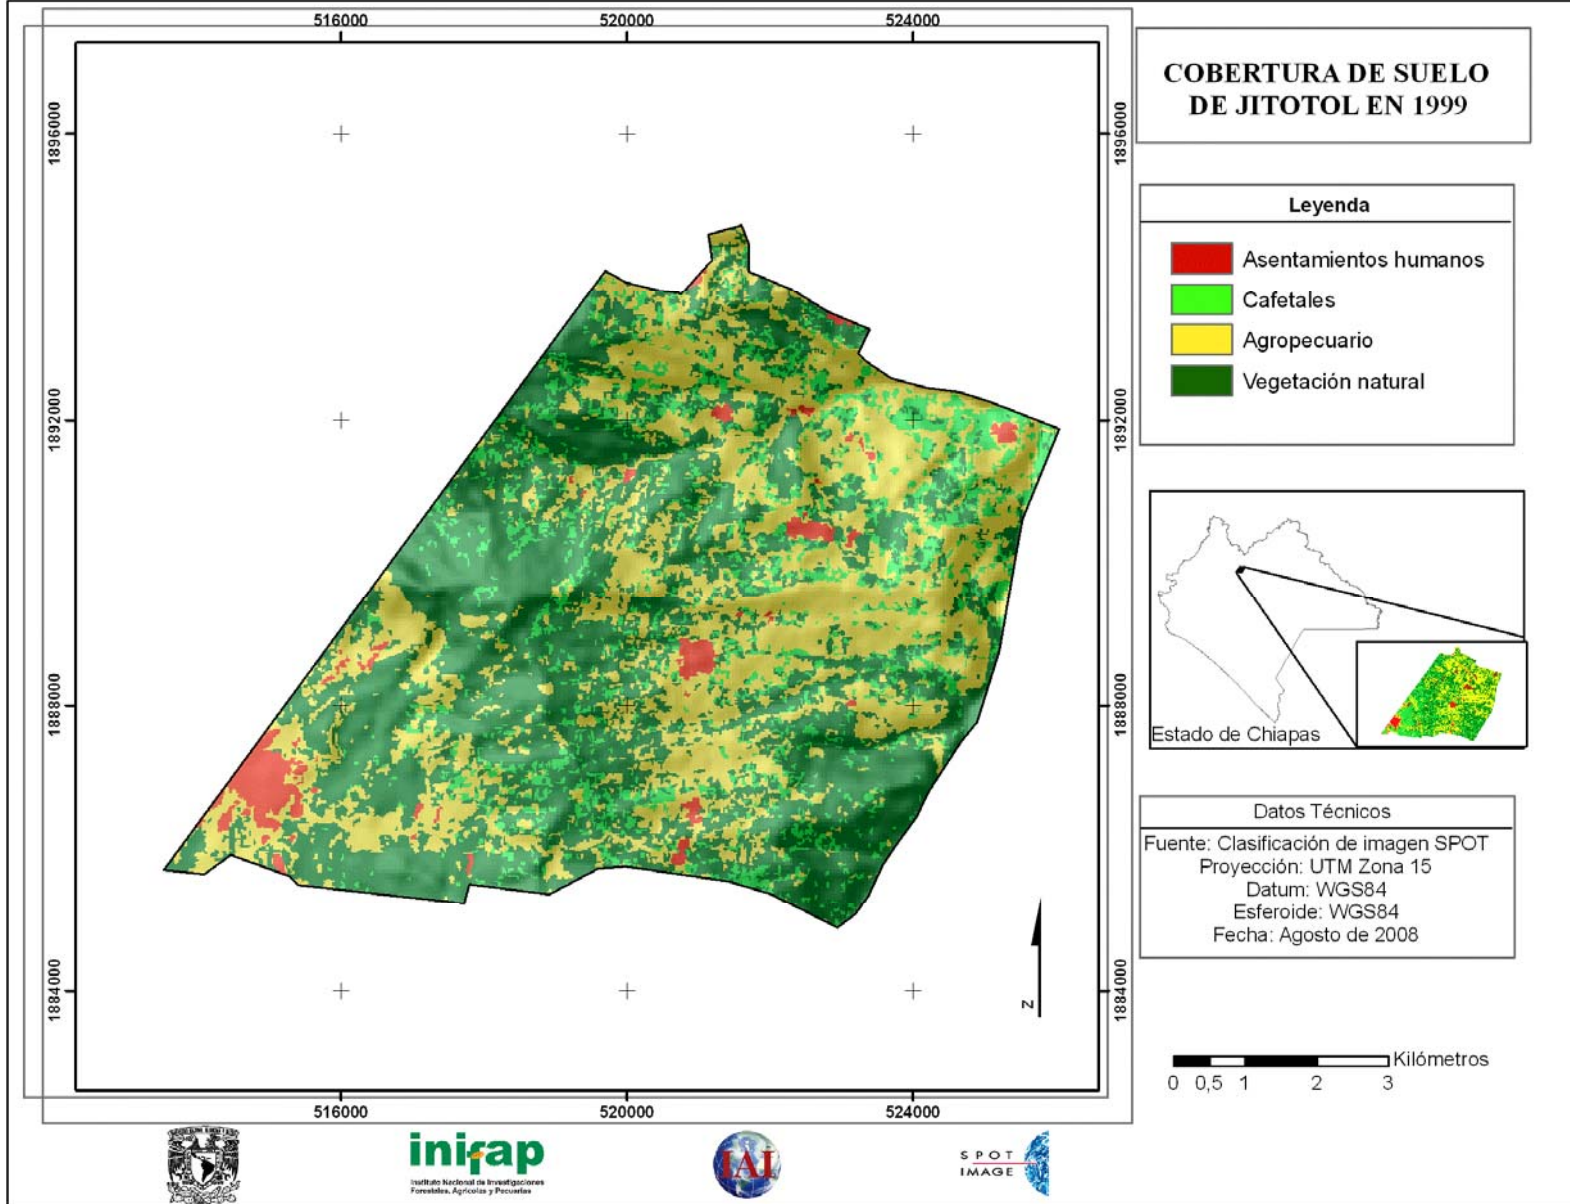 516000 520000 524000
COBERTURA DE SUELO
DE JITOTOL EN 1999
1896000 1896000
Leyenda
Asentamientos humanos
Cafetales
Agropecuario
Vegetación natural
1892000 1892000
1888000 1888000
Estado de Chiapas
Datos Técnicos
Fuente: Clasificación de imagen SPOT
Proyección: UTM Zona 15
Datum: WGS84
Esferoide: WGS84
Fecha: Agosto de 2008
1884000 1884000
N
Kilómetros
0 0,5 1 2 3
516000 520000 524000
inifap
Instituto Nacional de Investigaciones
Forestales, Agrícolas y Pecuarias
IAI
SPOT
IMAGE